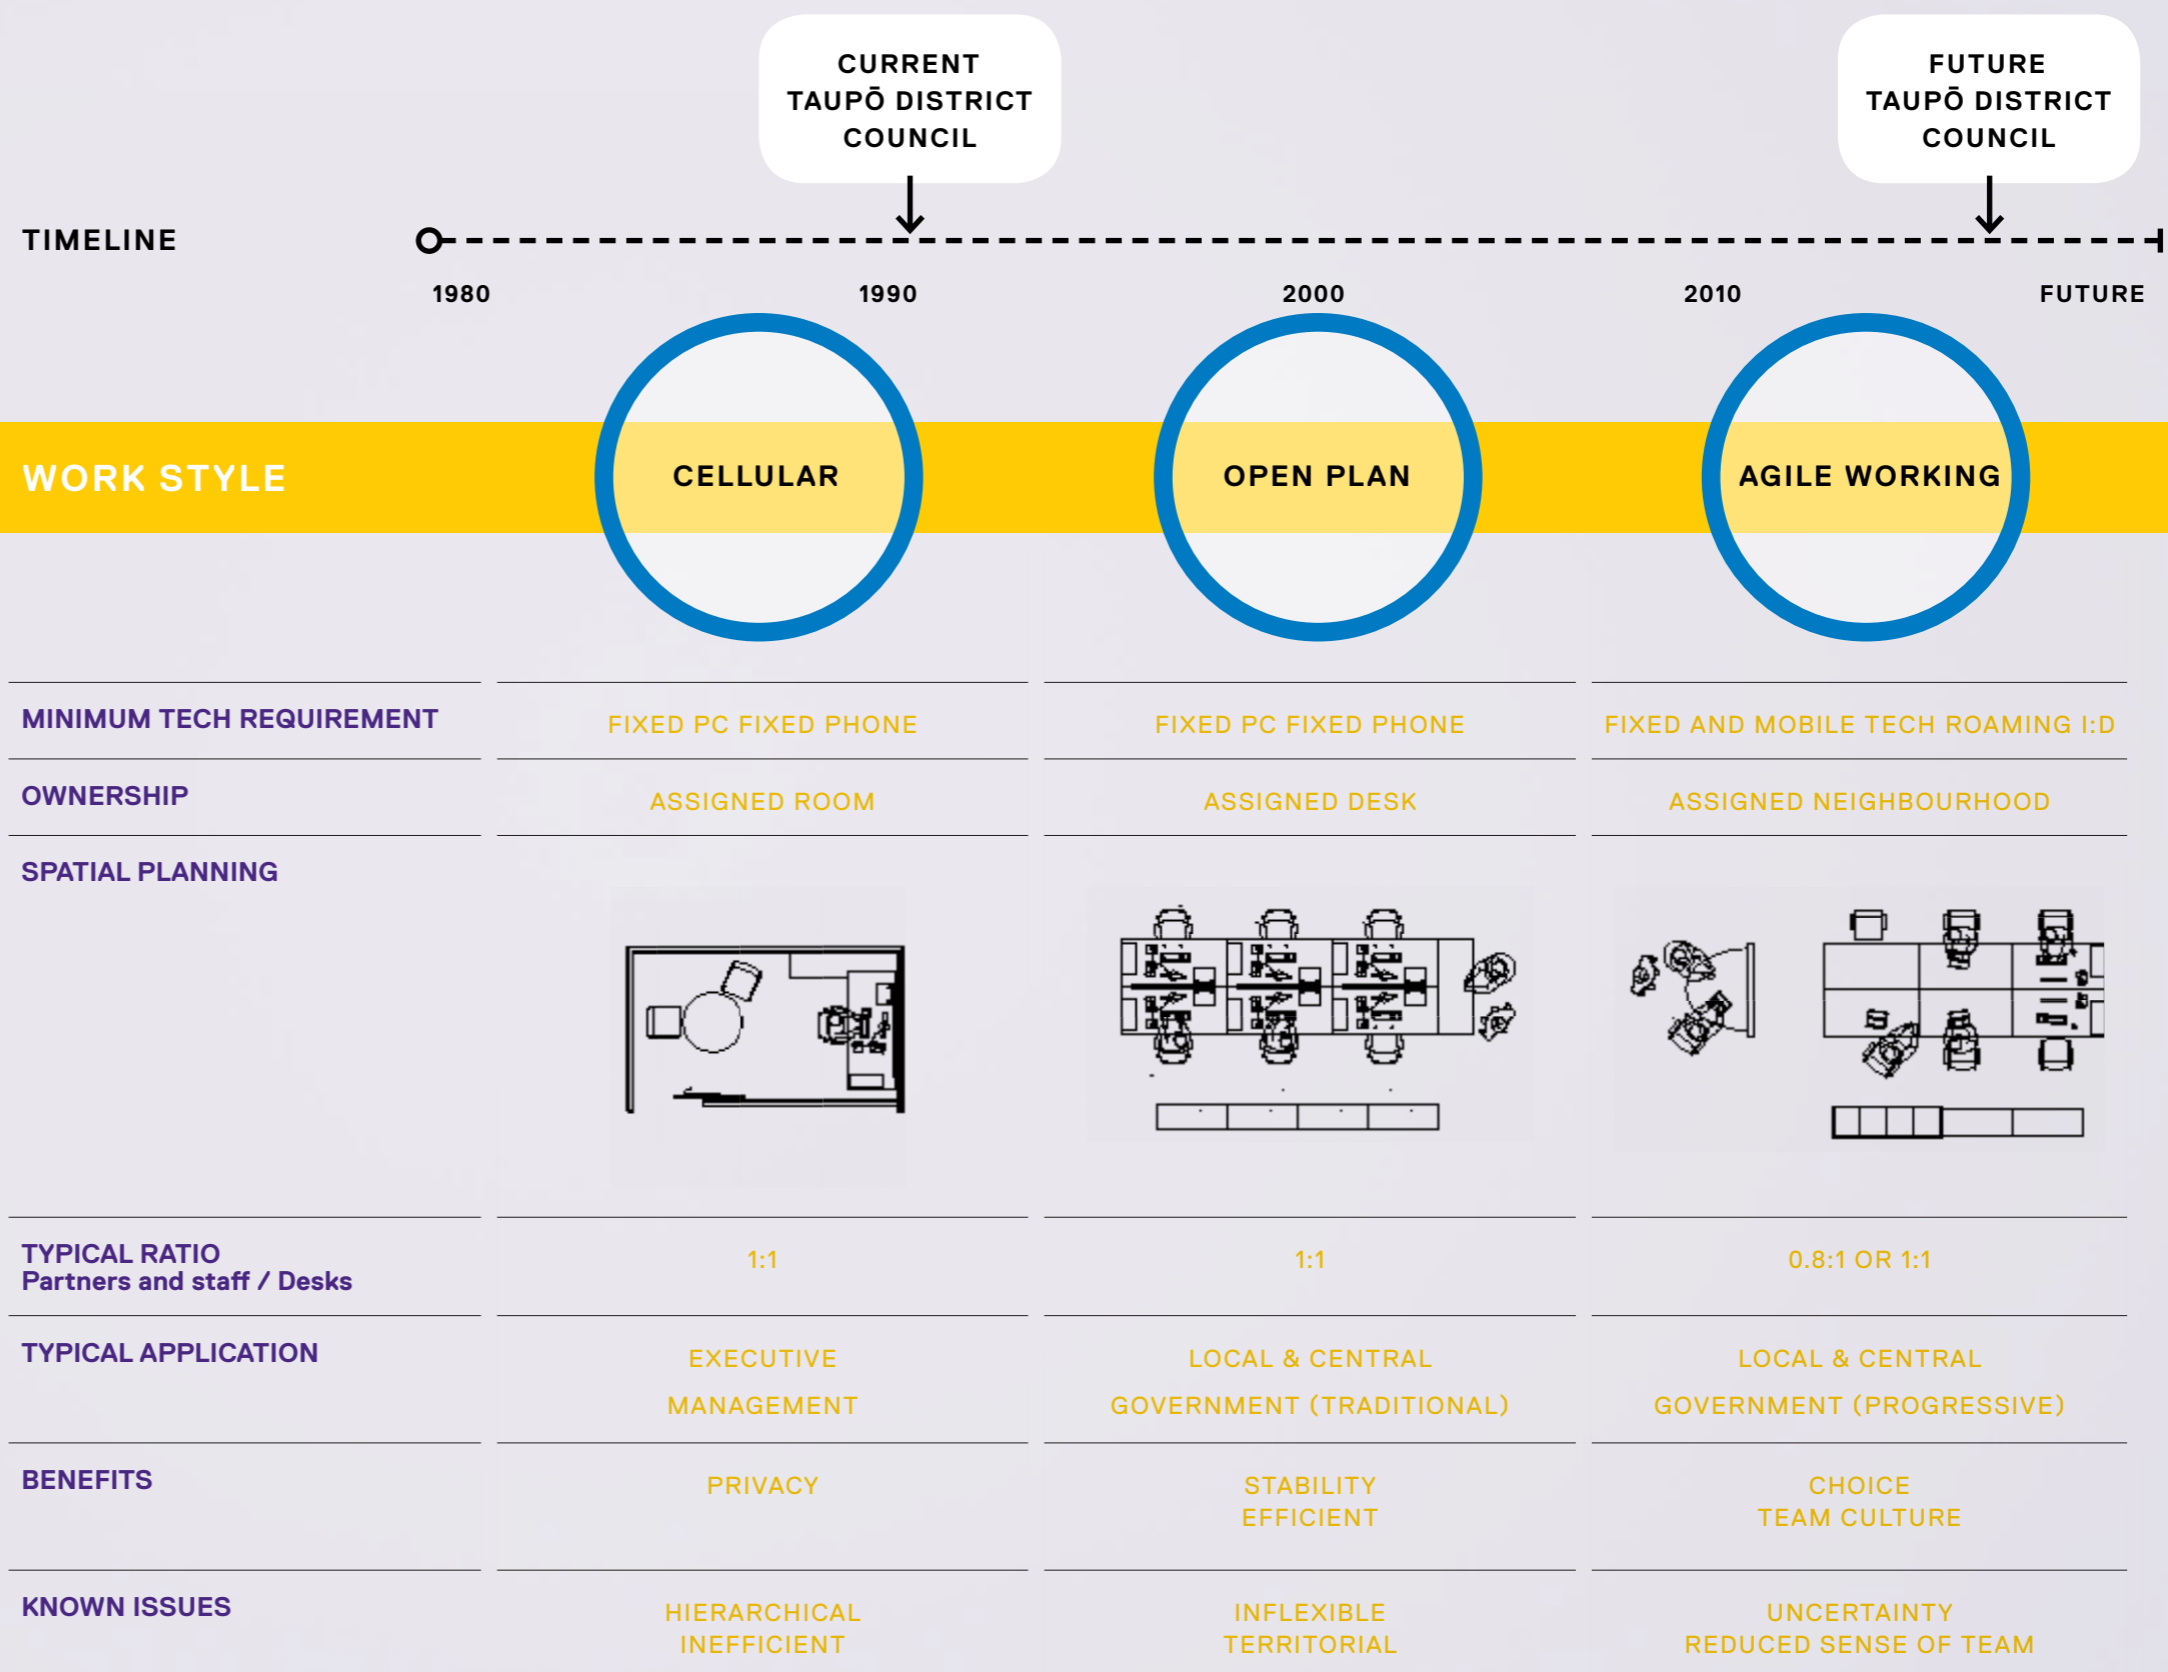 CURRENT
TAUPŌ DISTRICT
COUNCIL
FUTURE
TAUPŌ DISTRICT
COUNCIL
TIMELINE
1980
1990
2000
2010
FUTURE
WORK STYLE
CELLULAR
OPEN PLAN
AGILE WORKING
MINIMUM TECH REQUIREMENT
FIXED PC FIXED PHONE
FIXED PC FIXED PHONE
FIXED AND MOBILE TECH ROAMING I:D
OWNERSHIP
ASSIGNED ROOM
ASSIGNED DESK
ASSIGNED NEIGHBOURHOOD
SPATIAL PLANNING
TYPICAL RATIO
Partners and staff / Desks
1:1
1:1
0.8:1 OR 1:1
TYPICAL APPLICATION
EXECUTIVE
MANAGEMENT
LOCAL & CENTRAL
GOVERNMENT (TRADITIONAL)
LOCAL & CENTRAL
GOVERNMENT (PROGRESSIVE)
BENEFITS
PRIVACY
STABILITY
EFFICIENT
CHOICE
TEAM CULTURE
KNOWN ISSUES
HIERARCHICAL
INEFFICIENT
INFLEXIBLE
TERRITORIAL
UNCERTAINTY
REDUCED SENSE OF TEAM